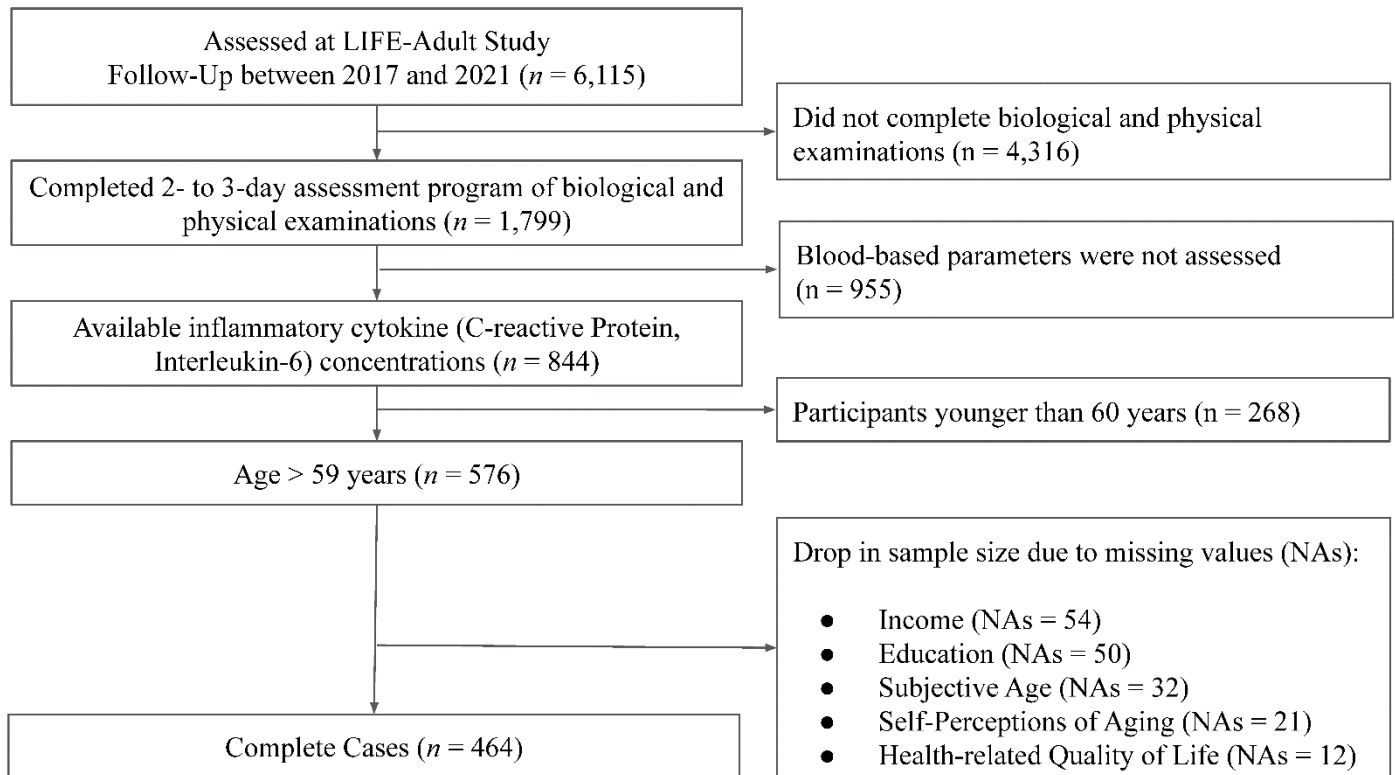 Assessed at LIFE-Adult Study
Follow-Up between 2017 and 2021 (n = 6,115)
Did not complete biological and physical
examinations (n = 4,316)
Completed 2- to 3-day assessment program of biological and
physical examinations (n = 1,799)
Blood-based parameters were not assessed
(n = 955)
Available inflammatory cytokine (C-reactive Protein,
Interleukin-6) concentrations (n = 844)
Participants younger than 60 years (n = 268)
Age > 59 years (n = 576)
Drop in sample size due to missing values (NAs):
● Income (NAs = 54)
● Education (NAs = 50)
● Subjective Age (NAs = 32)
● Self-Perceptions of Aging (NAs = 21)
● Health-related Quality of Life (NAs = 12)
Complete Cases (n = 464)